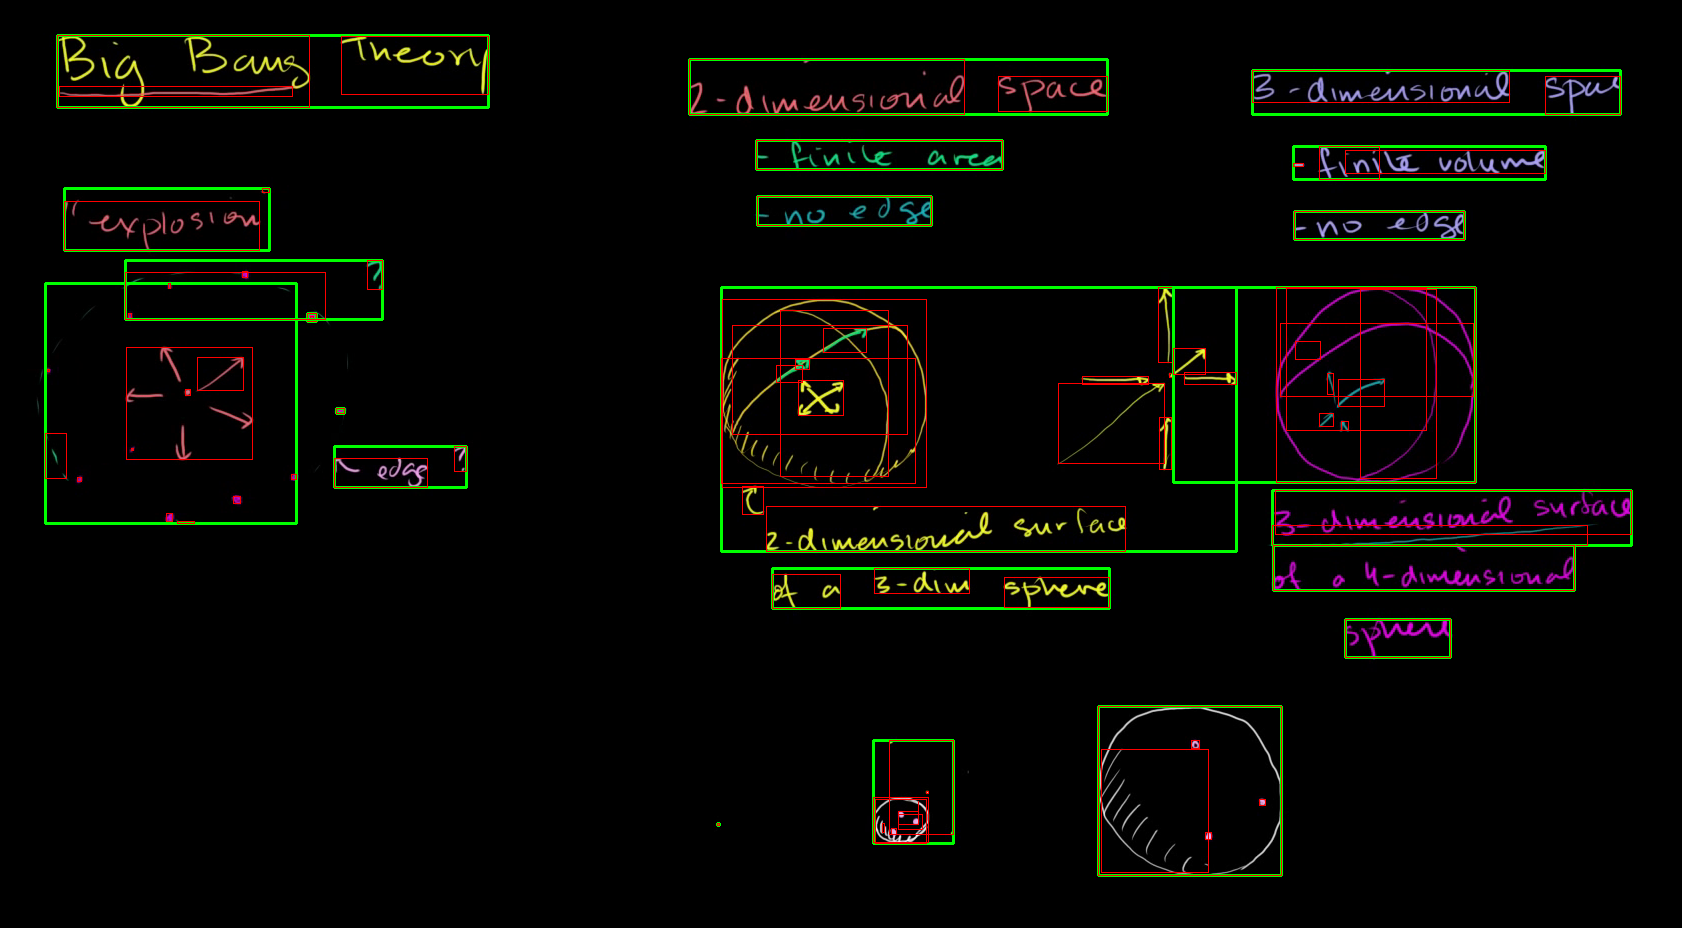 Big Bang Theory
"explosion
?
edge ?
2-dimensional space
- finite area
- no edge
2-dimensional surface
of a 3-dim sphere
3-dimensional space
- finite volume
- no edge
3-dimensional surface
of a 4-dimensional
sphere